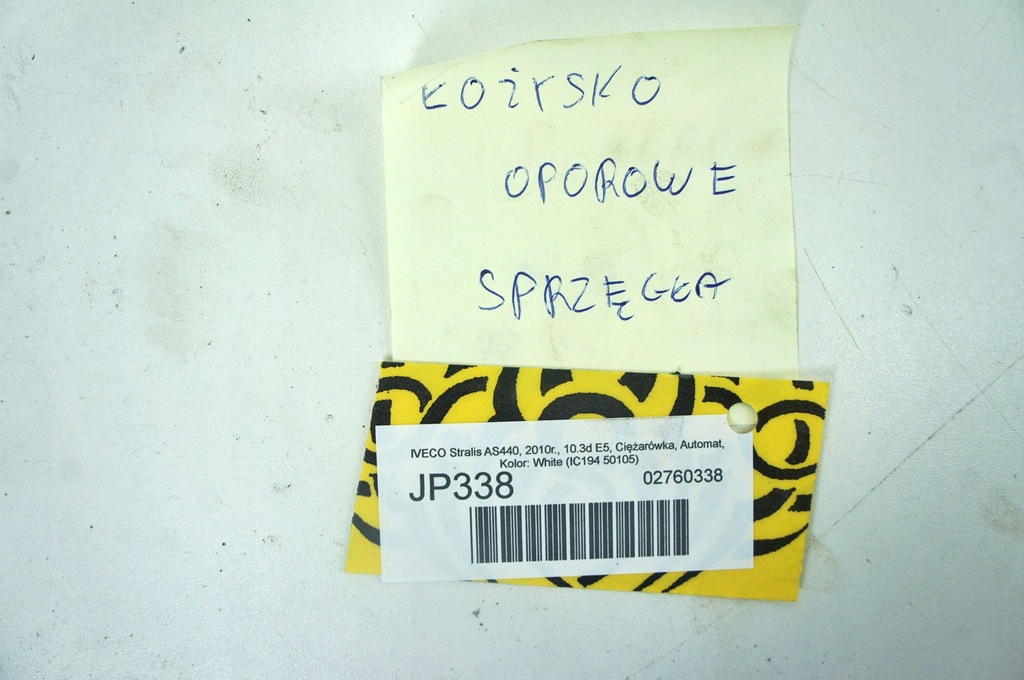 ŁOŻYSKO
OPOROWE
SPRZĘGŁA
IVECO Stralis AS440, 2010r., 10.3d E5, Ciężarówka, Automat,
Kolor: White (IC194 50105)
JP338 02760338